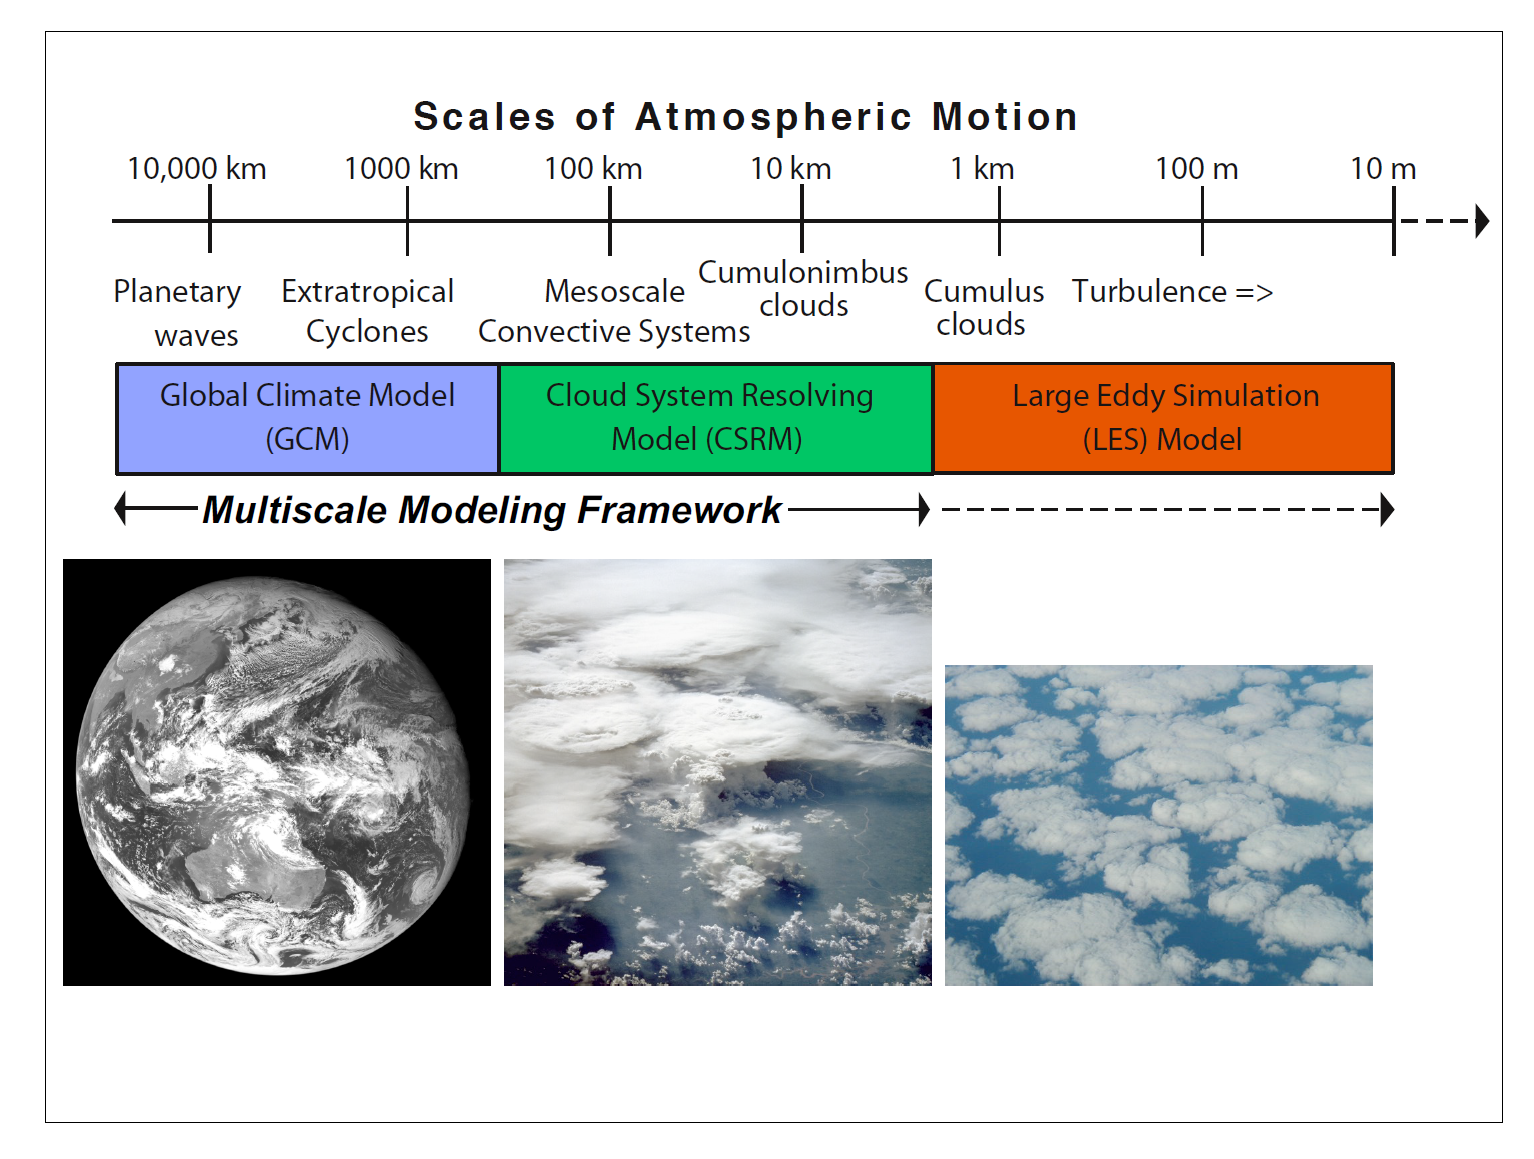 Scales of Atmospheric Motion
10,000 km 1000 km 100 km 10 km 1 km 100 m 10 m
Planetary
waves
Extratropical
Cyclones
Mesoscale
Convective Systems
Cumulonimbus
clouds
Cumulus
clouds
Turbulence =>
Global Climate Model
(GCM)
Cloud System Resolving
Model (CSRM)
Large Eddy Simulation
(LES) Model
Multiscale Modeling Framework